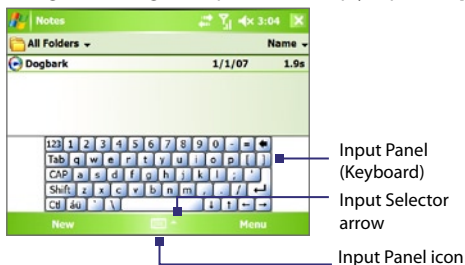 Notes 3:04
All Folders Name
Dogbark 1/1/07 1.9s
123 1 2 3 4 5 6 7 8 9 0 - =
Tab q w e r t y u i o p [ ]
CAP a s d f g h j k l ; '
Shift z x c v b n m , . /
Ctl áü ` \
New Menu
Input Panel
(Keyboard)
Input Selector
arrow
Input Panel icon